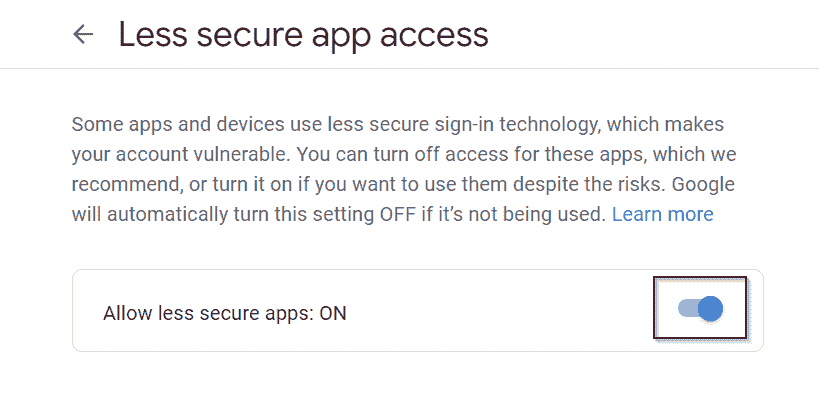 Less secure app access
Some apps and devices use less secure sign-in technology, which makes
your account vulnerable. You can turn off access for these apps, which we
recommend, or turn it on if you want to use them despite the risks. Google
will automatically turn this setting OFF if it’s not being used. Learn more
Allow less secure apps: ON